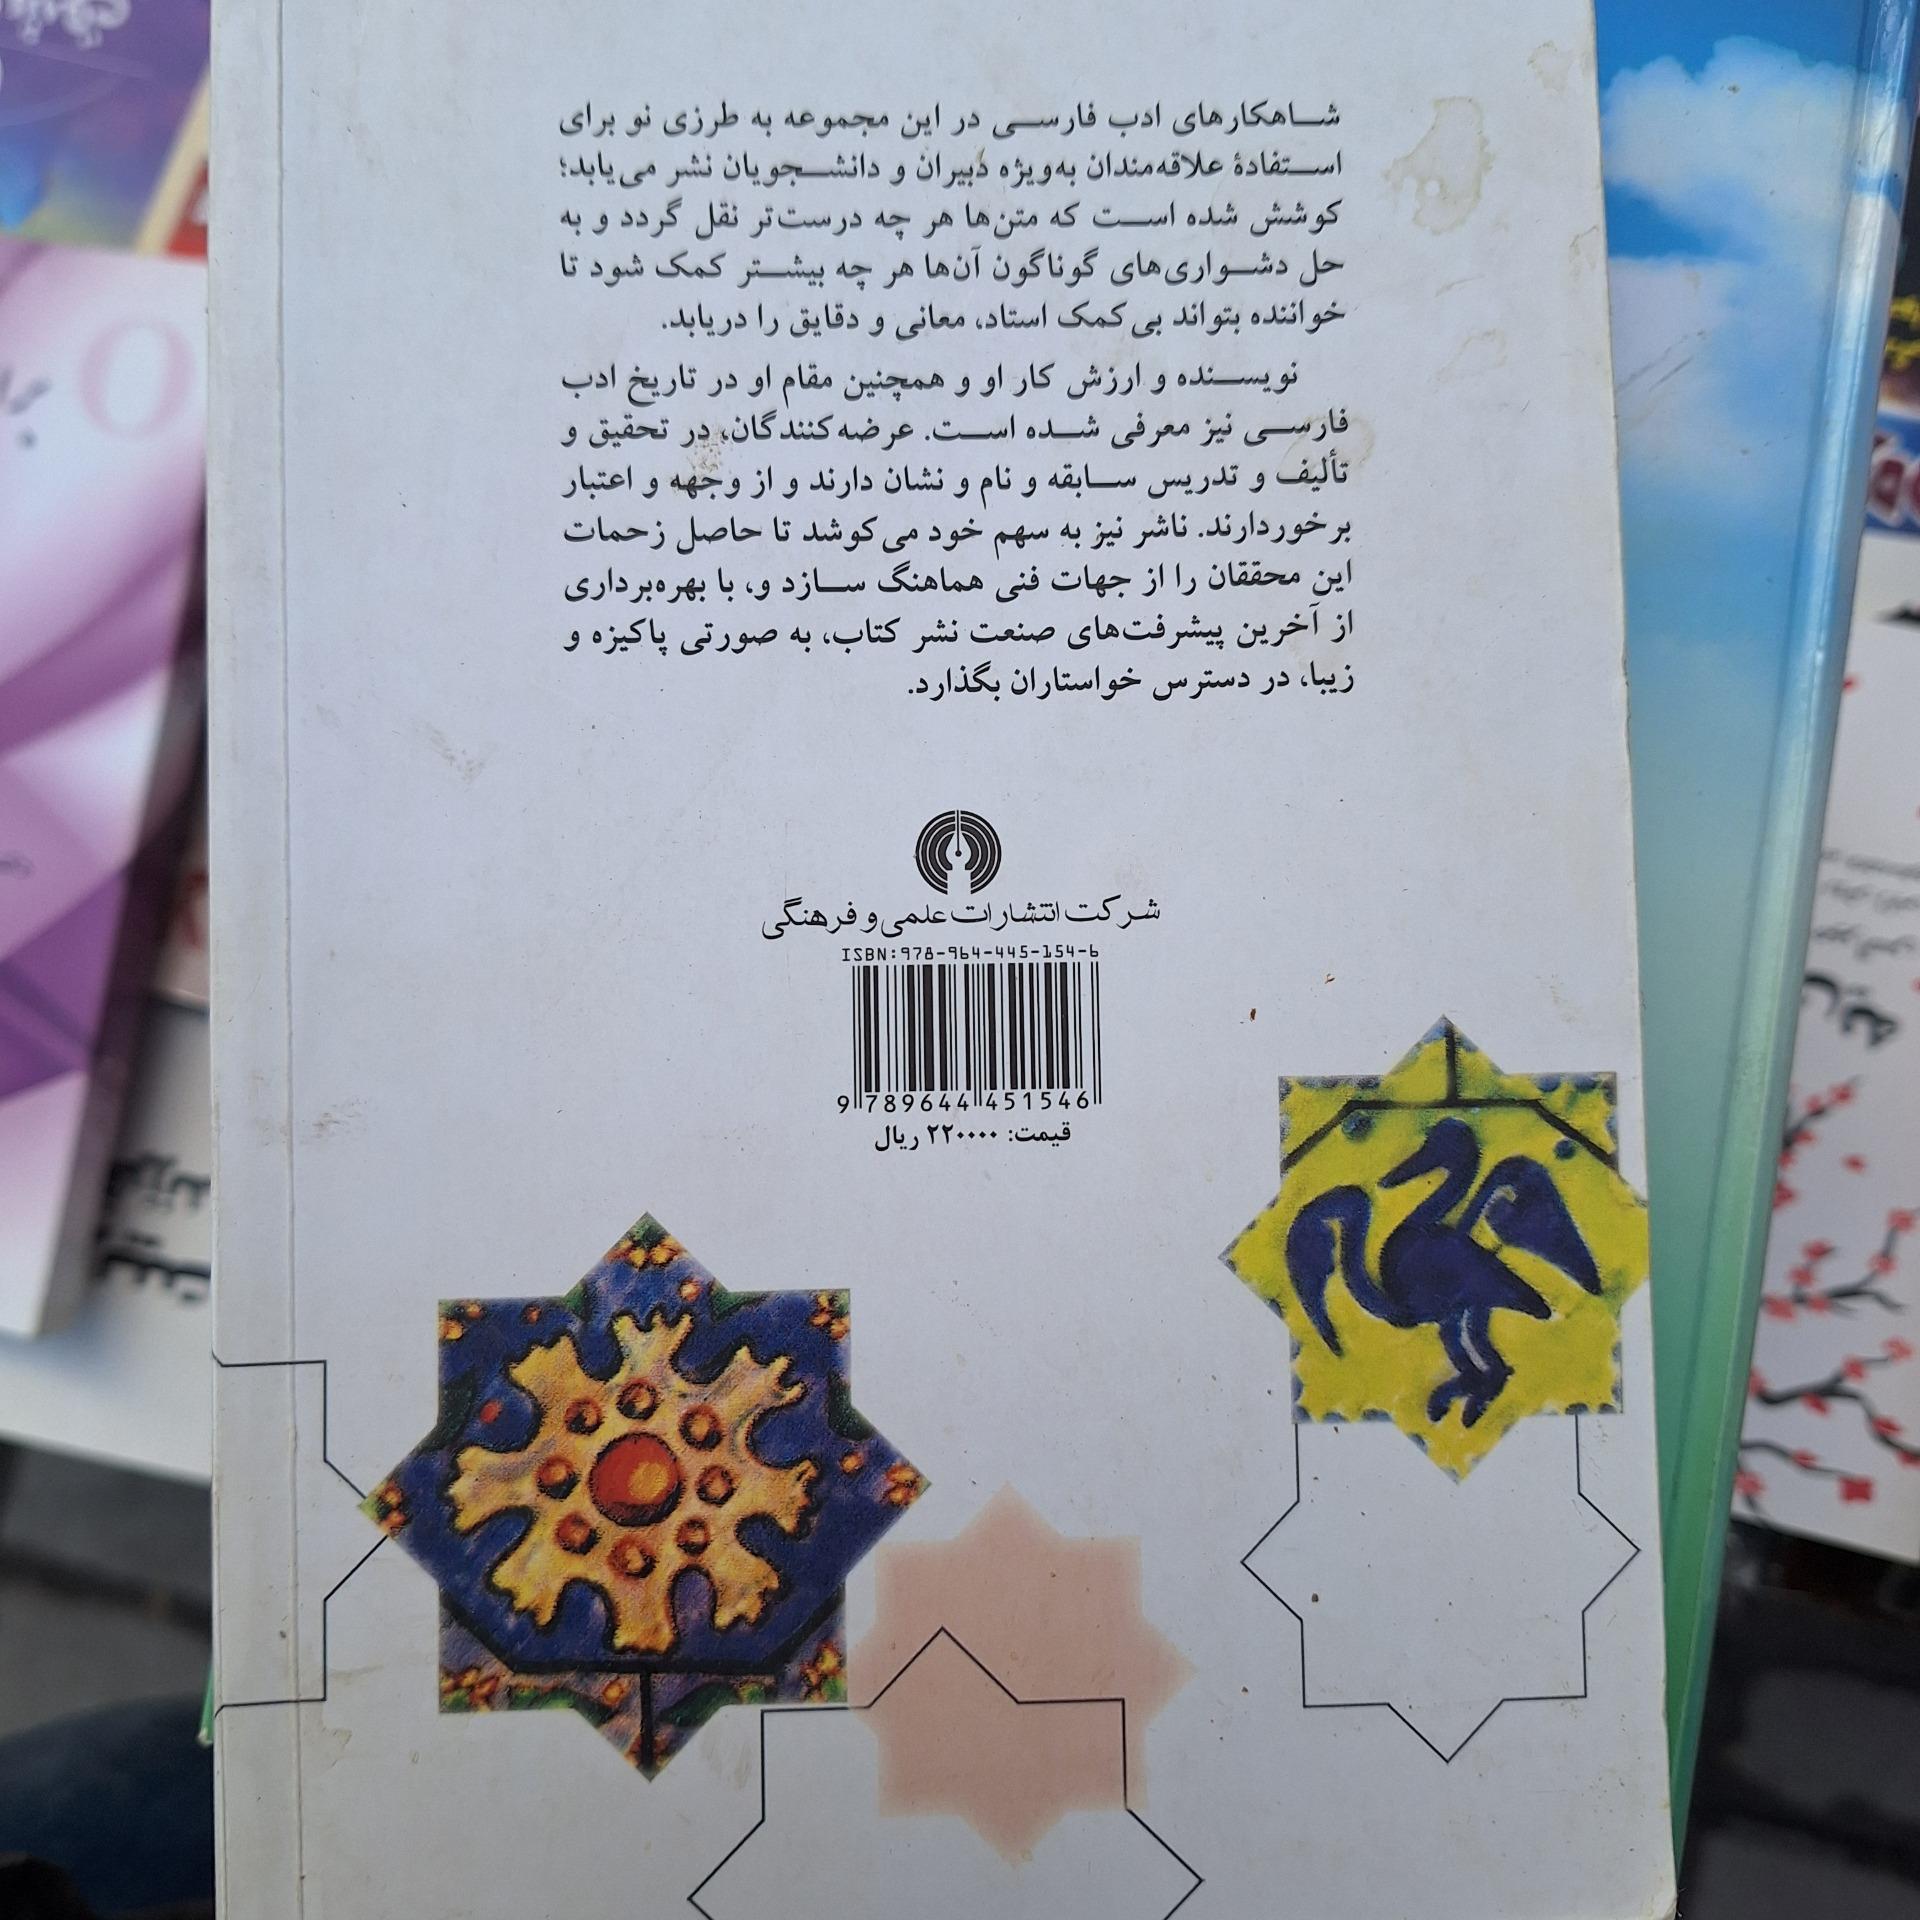 شاهکارهای ادب فارسی در این مجموعه به طرزی نو برای
استفادهٔ علاقه‌مندان به‌ویژه دبیران و دانشجویان نشر می‌یابد؛
کوشش شده است که متن‌ها هر چه درست‌تر نقل گردد و به
حل دشواری‌های گوناگون آن‌ها هر چه بیشتر کمک شود تا
خواننده بتواند بی‌کمک استاد، معانی و دقایق را دریابد.
نویسنده و ارزش کار او و همچنین مقام او در تاریخ ادب
فارسی نیز معرفی شده است. عرضه‌کنندگان، در تحقیق و
تألیف و تدریس سابقه و نام و نشان دارند و از وجهه و اعتبار
برخوردارند. ناشر نیز به سهم خود می‌کوشد تا حاصل زحمات
این محققان را از جهات فنی هماهنگ سازد و، با بهره‌برداری
از آخرین پیشرفت‌های صنعت نشر کتاب، به صورتی پاکیزه و
زیبا، در دسترس خواستاران بگذارد.
شرکت انتشارات علمی و فرهنگی
ISBN:978-964-445-154-6
9 789644 451546
قیمت: ۲۲۰۰۰۰ ریال